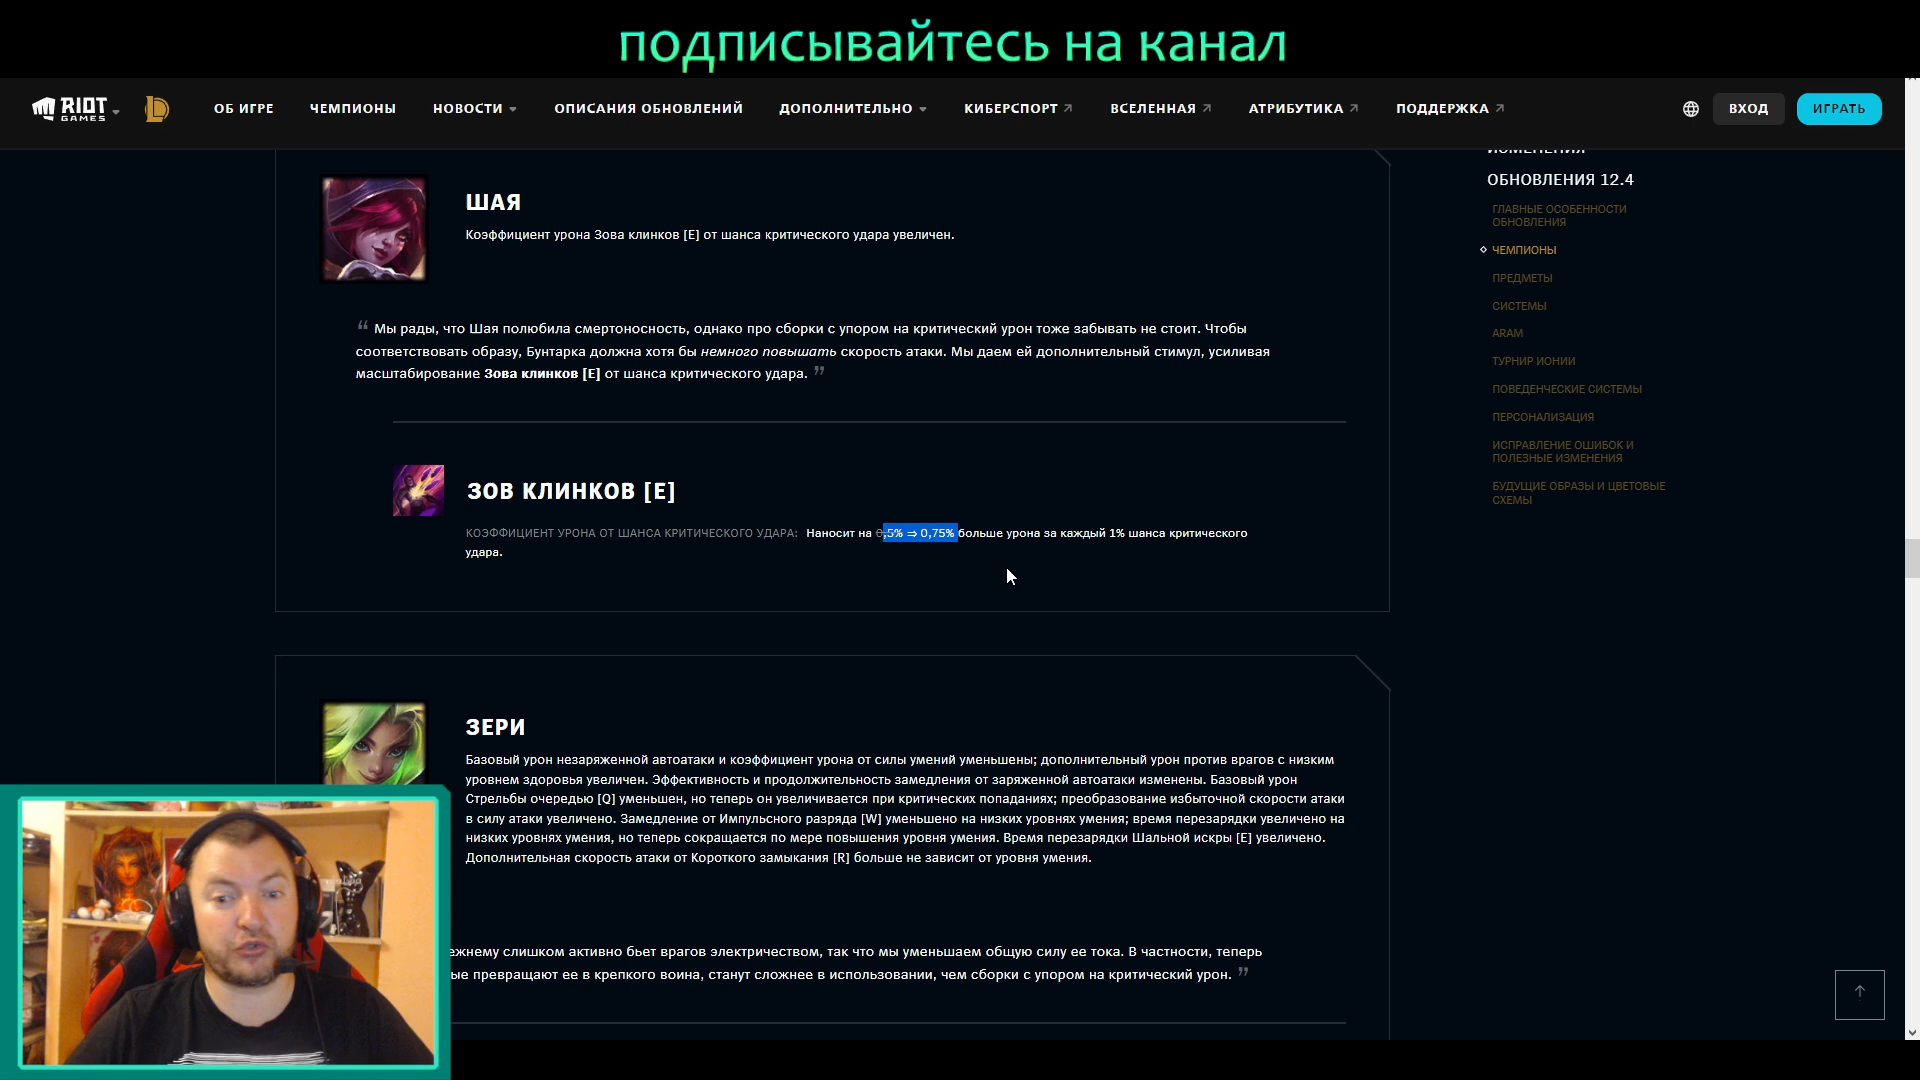 подписывайтесь на канал
RIOT GAMES
ОБ ИГРЕ
ЧЕМПИОНЫ
НОВОСТИ
ОПИСАНИЯ ОБНОВЛЕНИЙ
ДОПОЛНИТЕЛЬНО
КИБЕРСПОРТ
ВСЕЛЕННАЯ
АТРИБУТИКА
ПОДДЕРЖКА
ВХОД
ИГРАТЬ
ШАЯ
Коэффициент урона Зова клинков [E] от шанса критического удара увеличен.
“ Мы рады, что Шая полюбила смертоносность, однако про сборки с упором на критический урон тоже забывать не стоит. Чтобы
соответствовать образу, Бунтарка должна хотя бы немного повышать скорость атаки. Мы даем ей дополнительный стимул, усиливая
масштабирование Зова клинков [E] от шанса критического удара. ”
ЗОВ КЛИНКОВ [E]
КОЭФФИЦИЕНТ УРОНА ОТ ШАНСА КРИТИЧЕСКОГО УДАРА: Наносит на 0,5% ⇒ 0,75% больше урона за каждый 1% шанса критического
удара.
ЗЕРИ
Базовый урон незаряженной автоатаки и коэффициент урона от силы умений уменьшены; дополнительный урон против врагов с низким
уровнем здоровья увеличен. Эффективность и продолжительность замедления от заряженной автоатаки изменены. Базовый урон
Стрельбы очередью [Q] уменьшен, но теперь он увеличивается при критических попаданиях; преобразование избыточной скорости атаки
в силу атаки увеличено. Замедление от Импульсного разряда [W] уменьшено на низких уровнях умения; время перезарядки увеличено на
низких уровнях умения, но теперь сокращается по мере повышения уровня умения. Время перезарядки Шальной искры [E] увеличено.
Дополнительная скорость атаки от Короткого замыкания [R] больше не зависит от уровня умения.
ежнему слишком активно бьет врагов электричеством, так что мы уменьшаем общую силу ее тока. В частности, теперь
ые превращают ее в крепкого воина, станут сложнее в использовании, чем сборки с упором на критический урон. ”
ИЗМЕНЕНИЯ
ОБНОВЛЕНИЯ 12.4
ГЛАВНЫЕ ОСОБЕННОСТИ
ОБНОВЛЕНИЯ
ЧЕМПИОНЫ
ПРЕДМЕТЫ
СИСТЕМЫ
ARAM
ТУРНИР ИОНИИ
ПОВЕДЕНЧЕСКИЕ СИСТЕМЫ
ПЕРСОНАЛИЗАЦИЯ
ИСПРАВЛЕНИЕ ОШИБОК И
ПОЛЕЗНЫЕ ИЗМЕНЕНИЯ
БУДУЩИЕ ОБРАЗЫ И ЦВЕТОВЫЕ
СХЕМЫ